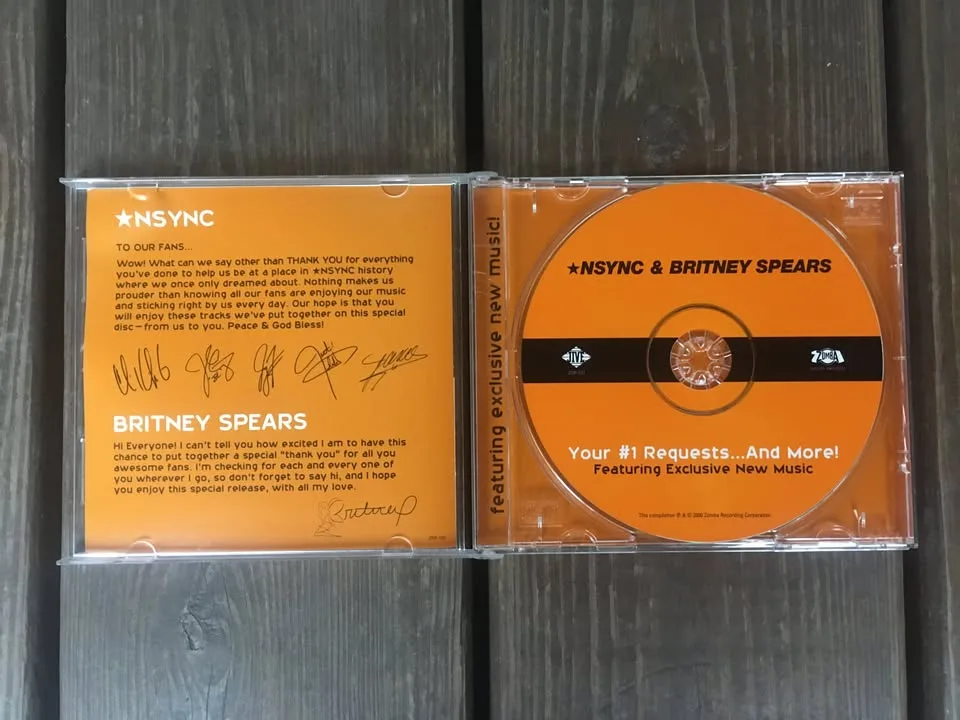 ★NSYNC
TO OUR FANS...
Wow! What can we say other than THANK YOU for everything
you've done to help us be at a place in ★NSYNC history
where we once only dreamed about. Nothing makes us
prouder than knowing all our fans are enjoying our music
and sticking right by us every day. Our hope is that you
will enjoy these tracks we've put together on this special
disc—from us to you. Peace & God Bless!
BRITNEY SPEARS
Hi Everyone! I can't tell you how excited I am to have this
chance to put together a special "thank you" for all you
awesome fans. I'm checking for each and every one of
you wherever I go, so don't forget to say hi, and I hope
you enjoy this special release, with all my love.
Britney
featuring exclusive new music!
★NSYNC & BRITNEY SPEARS
JIVE
ZOMBA
Your #1 Requests...And More!
Featuring Exclusive New Music
This compilation ℗ & © 2000 Zomba Recording Corporation